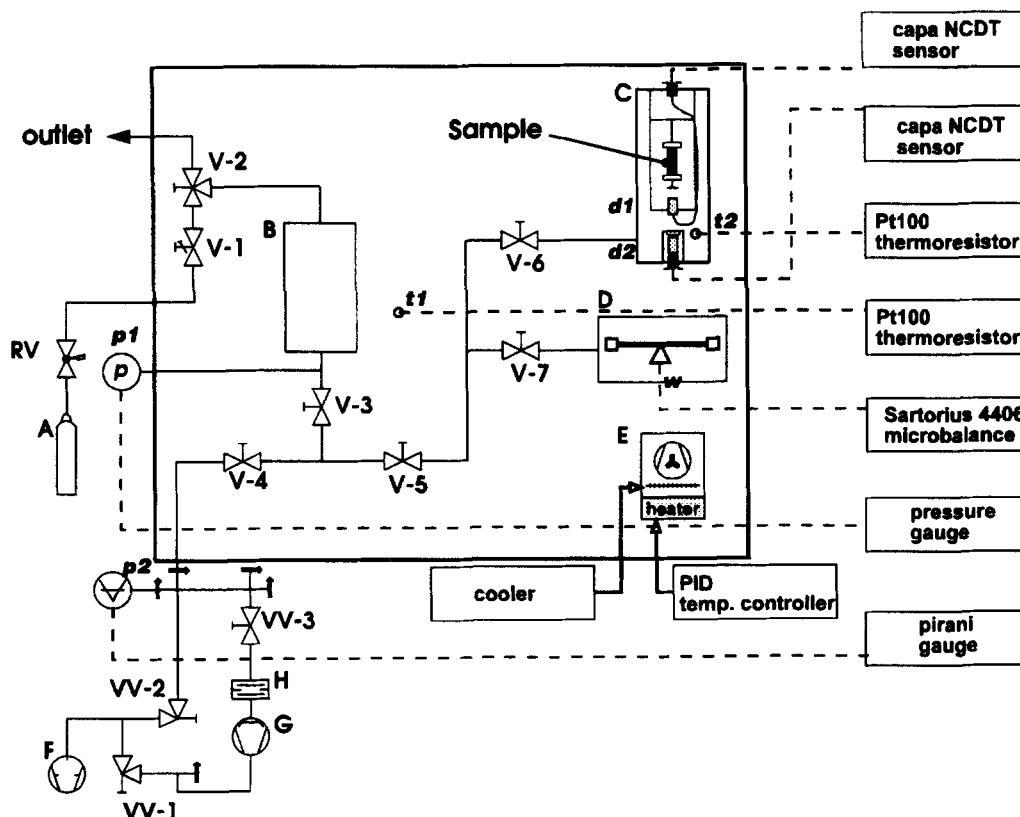 capa NCDT
sensor
C
outlet
Sample
capa NCDT
sensor
V-2
B
d1
t2
Pt100
thermoresistor
V-1
V-6
d2
t1
D
Pt100
thermoresistor
RV
p1
p
V-7
w
A
V-3
Sartorius 4406
microbalance
E
V-4
V-5
heater
pressure
gauge
p2
cooler
PID
temp. controller
VV-3
pirani
gauge
VV-2
H
G
F
VV-1